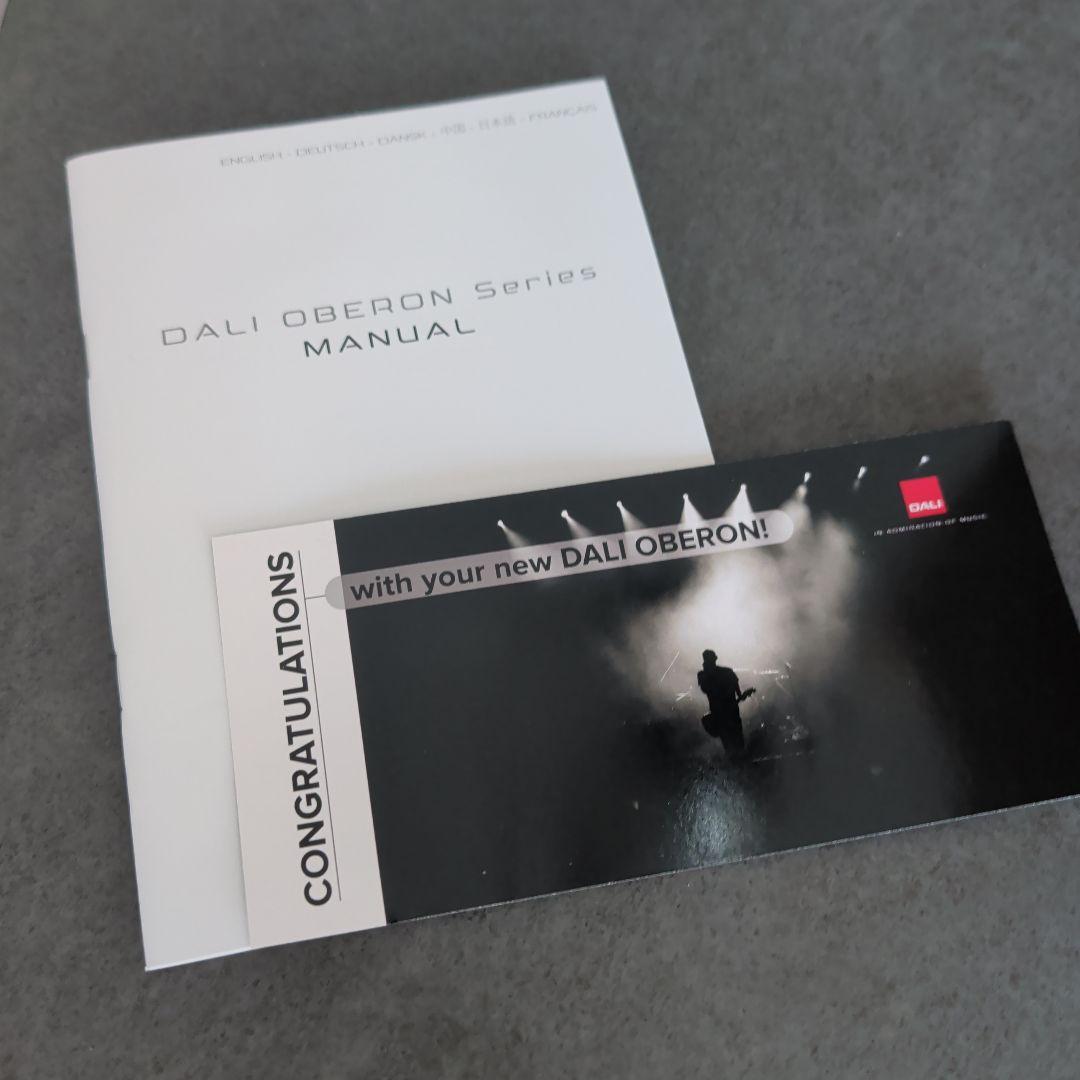 ENGLISH - DEUTSCH - DANSK - 中国 - 日本語 - FRANCAIS
DALI OBERON Series
MANUAL
CONGRATULATIONS
with your new DALI OBERON!
DALI
IN ADMIRATION OF MUSIC